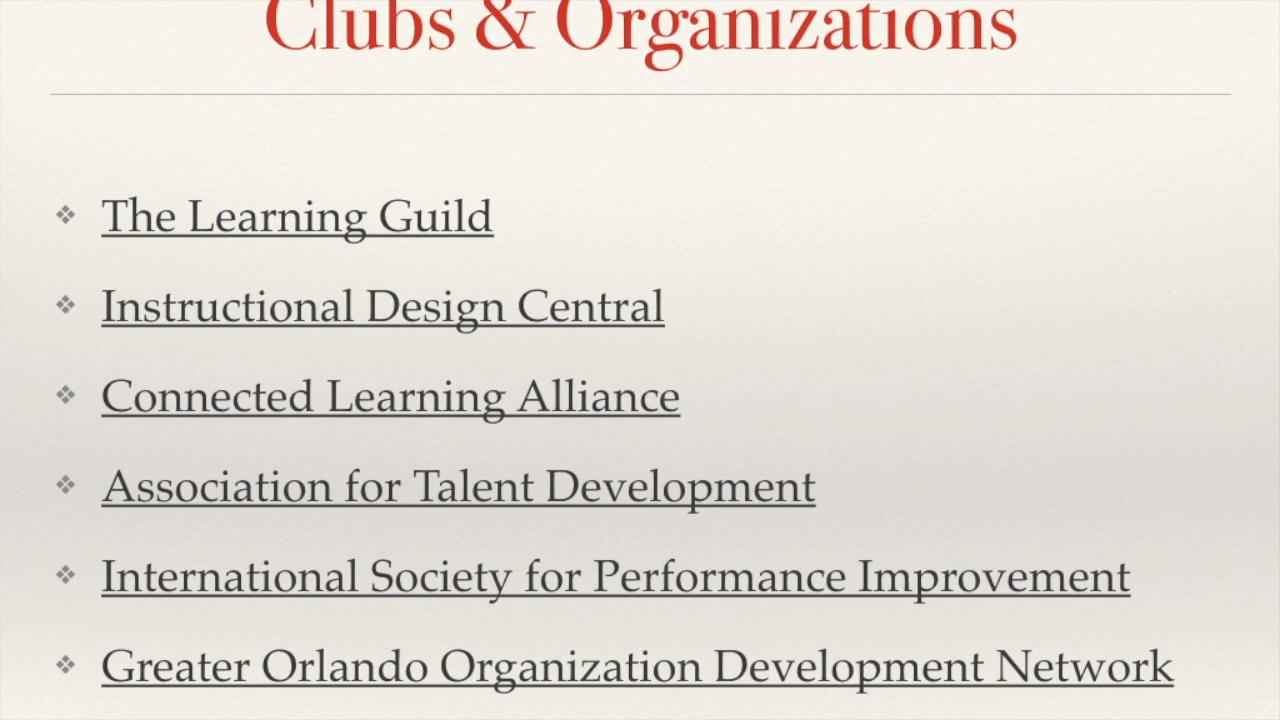 Clubs & Organizations
The Learning Guild
Instructional Design Central
Connected Learning Alliance
Association for Talent Development
International Society for Performance Improvement
Greater Orlando Organization Development Network